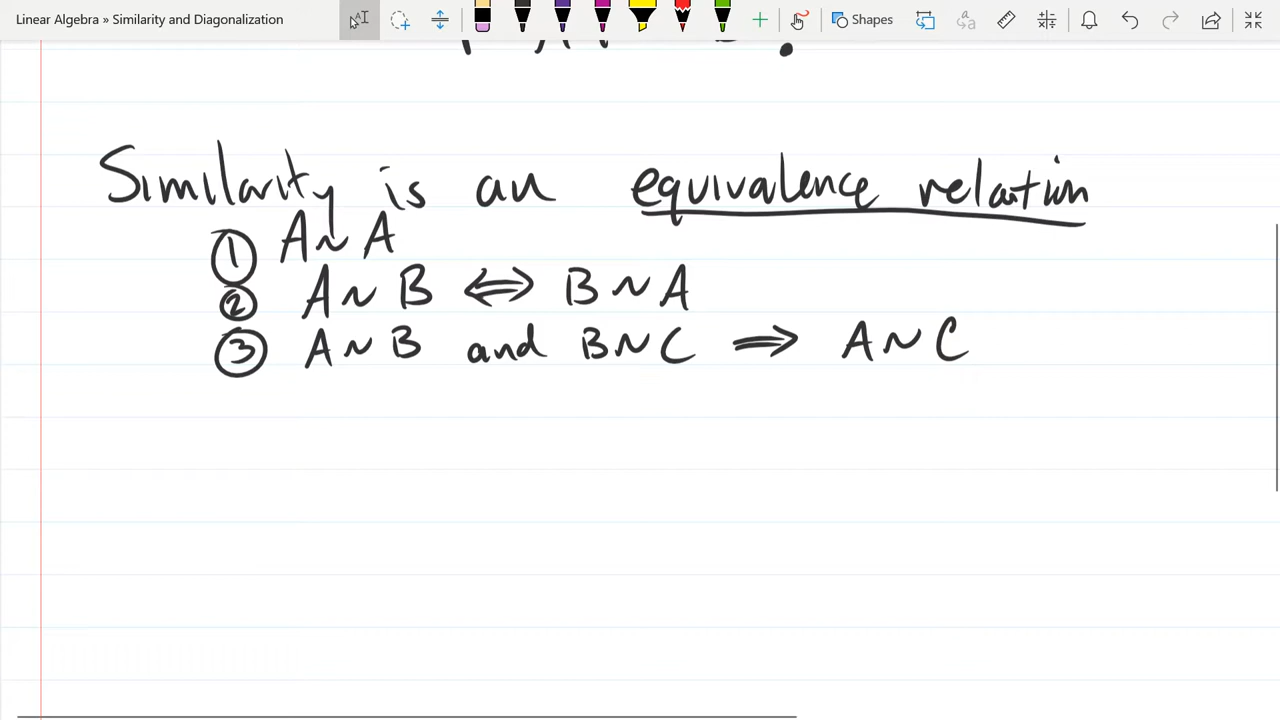 Linear Algebra » Similarity and Diagonalization
Shapes
Similarity is an equivalence relation
① A~A
② A~B ⟺ B~A
③ A~B and B~C ⟹ A~C